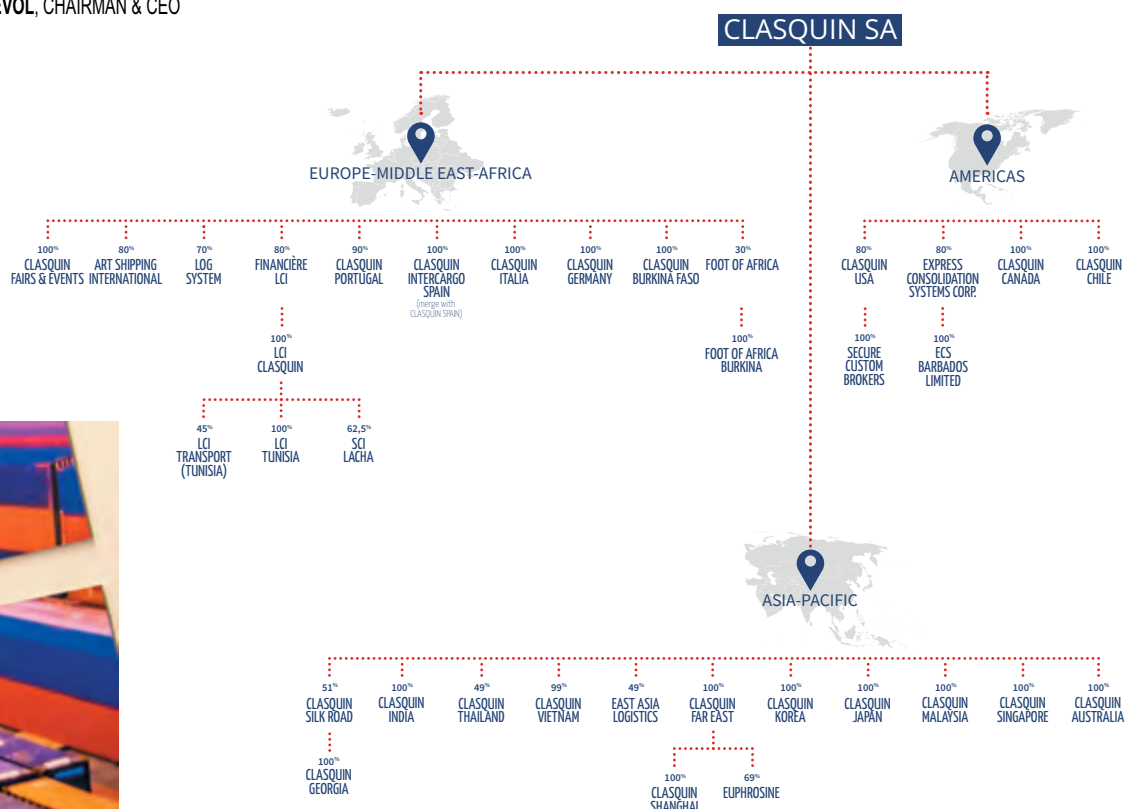 EVOL, CHAIRMAN & CEO
CLASQUIN SA
EUROPE-MIDDLE EAST-AFRICA
AMERICAS
100%
CLASQUIN
FAIRS & EVENTS
80%
ART SHIPPING
INTERNATIONAL
70%
LOG
SYSTEM
80%
FINANCIÈRE
LCI
90%
CLASQUIN
PORTUGAL
100%
CLASQUIN
INTERCARGO
SPAIN
(merge with
CLASQUIN SPAIN)
100%
CLASQUIN
ITALIA
100%
CLASQUIN
GERMANY
100%
CLASQUIN
BURKINA FASO
30%
FOOT OF AFRICA
80%
CLASQUIN
USA
80%
EXPRESS
CONSOLIDATION
SYSTEMS CORP.
100%
CLASQUIN
CANADA
100%
CLASQUIN
CHILE
100%
LCI
CLASQUIN
100%
FOOT OF AFRICA
BURKINA
100%
SECURE
CUSTOM
BROKERS
100%
ECS
BARBADOS
LIMITED
45%
LCI
TRANSPORT
(TUNISIA)
100%
LCI
TUNISIA
62,5%
SCI
LACHA
ASIA-PACIFIC
51%
CLASQUIN
SILK ROAD
100%
CLASQUIN
INDIA
49%
CLASQUIN
THAILAND
99%
CLASQUIN
VIETNAM
49%
EAST ASIA
LOGISTICS
100%
CLASQUIN
FAR EAST
100%
CLASQUIN
KOREA
100%
CLASQUIN
JAPAN
100%
CLASQUIN
MALAYSIA
100%
CLASQUIN
SINGAPORE
100%
CLASQUIN
AUSTRALIA
100%
CLASQUIN
GEORGIA
100%
CLASQUIN
SHANGHAI
69%
EUPHROSINE